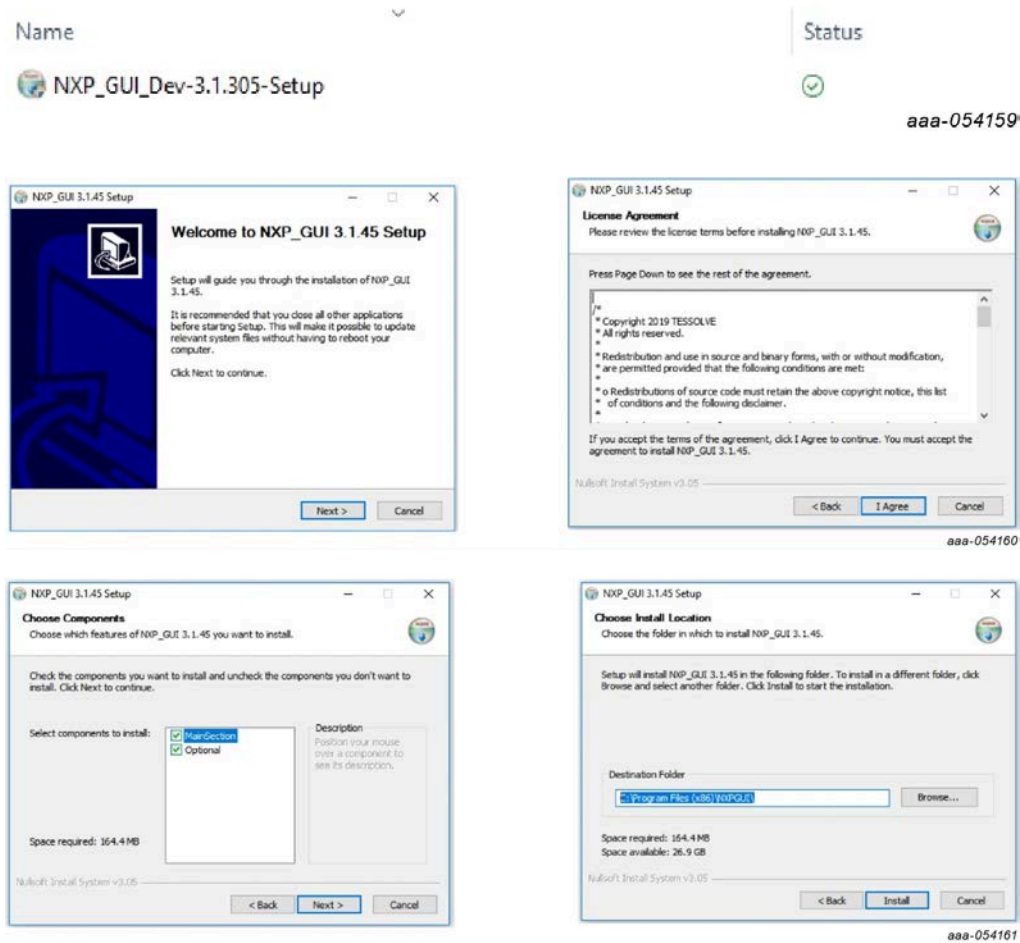 Name
Status
NXP_GUI_Dev-3.1.305-Setup
aaa-054159
NXP_GUI 3.1.45 Setup
Welcome to NXP_GUI 3.1.45 Setup
Setup will guide you through the installation of NXP_GUI
3.1.45.
It is recommended that you close all other applications
before starting Setup. This will make it possible to update
relevant system files without having to reboot your
computer.
Click Next to continue.
Next >
Cancel
NXP_GUI 3.1.45 Setup
License Agreement
Please review the license terms before installing NXP_GUI 3.1.45.
Press Page Down to see the rest of the agreement.
/*
* Copyright 2019 TESSOLVE
* All rights reserved.
*
* Redistribution and use in source and binary forms, with or without modification,
* are permitted provided that the following conditions are met:
*
* o Redistributions of source code must retain the above copyright notice, this list
* of conditions and the following disclaimer.
*
If you accept the terms of the agreement, click I Agree to continue. You must accept the
agreement to install NXP_GUI 3.1.45.
Nullsoft Install System v3.05
< Back
I Agree
Cancel
aaa-054160
NXP_GUI 3.1.45 Setup
Choose Components
Choose which features of NXP_GUI 3.1.45 you want to install.
Check the components you want to install and uncheck the components you don't want to
install. Click Next to continue.
Select components to install:
MainSection
Optional
Description
Position your mouse
over a component to
see its description.
Space required: 164.4 MB
Nullsoft Install System v3.05
< Back
Next >
Cancel
NXP_GUI 3.1.45 Setup
Choose Install Location
Choose the folder in which to install NXP_GUI 3.1.45.
Setup will install NXP_GUI 3.1.45 in the following folder. To install in a different folder, click
Browse and select another folder. Click Install to start the installation.
Destination Folder
C:\Program Files (x86)\NXPGUI\
Browse...
Space required: 164.4 MB
Space available: 26.9 GB
Nullsoft Install System v3.05
< Back
Install
Cancel
aaa-054161